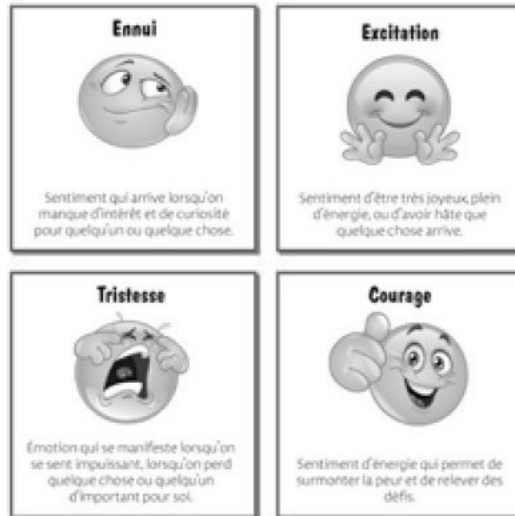 Ennui
Sentiment qui arrive lorsqu'on
manque d'intérêt et de curiosité
pour quelqu'un ou quelque chose.
Excitation
Sentiment d'être très joyeux, plein
d'énergie, ou d'avoir hâte que
quelque chose arrive.
Tristesse
Émotion qui se manifeste lorsqu'on
se sent impuissant, lorsqu'on perd
quelque chose ou quelqu'un
d'important pour soi.
Courage
Sentiment d'énergie qui permet de
surmonter la peur et de relever des
défis.